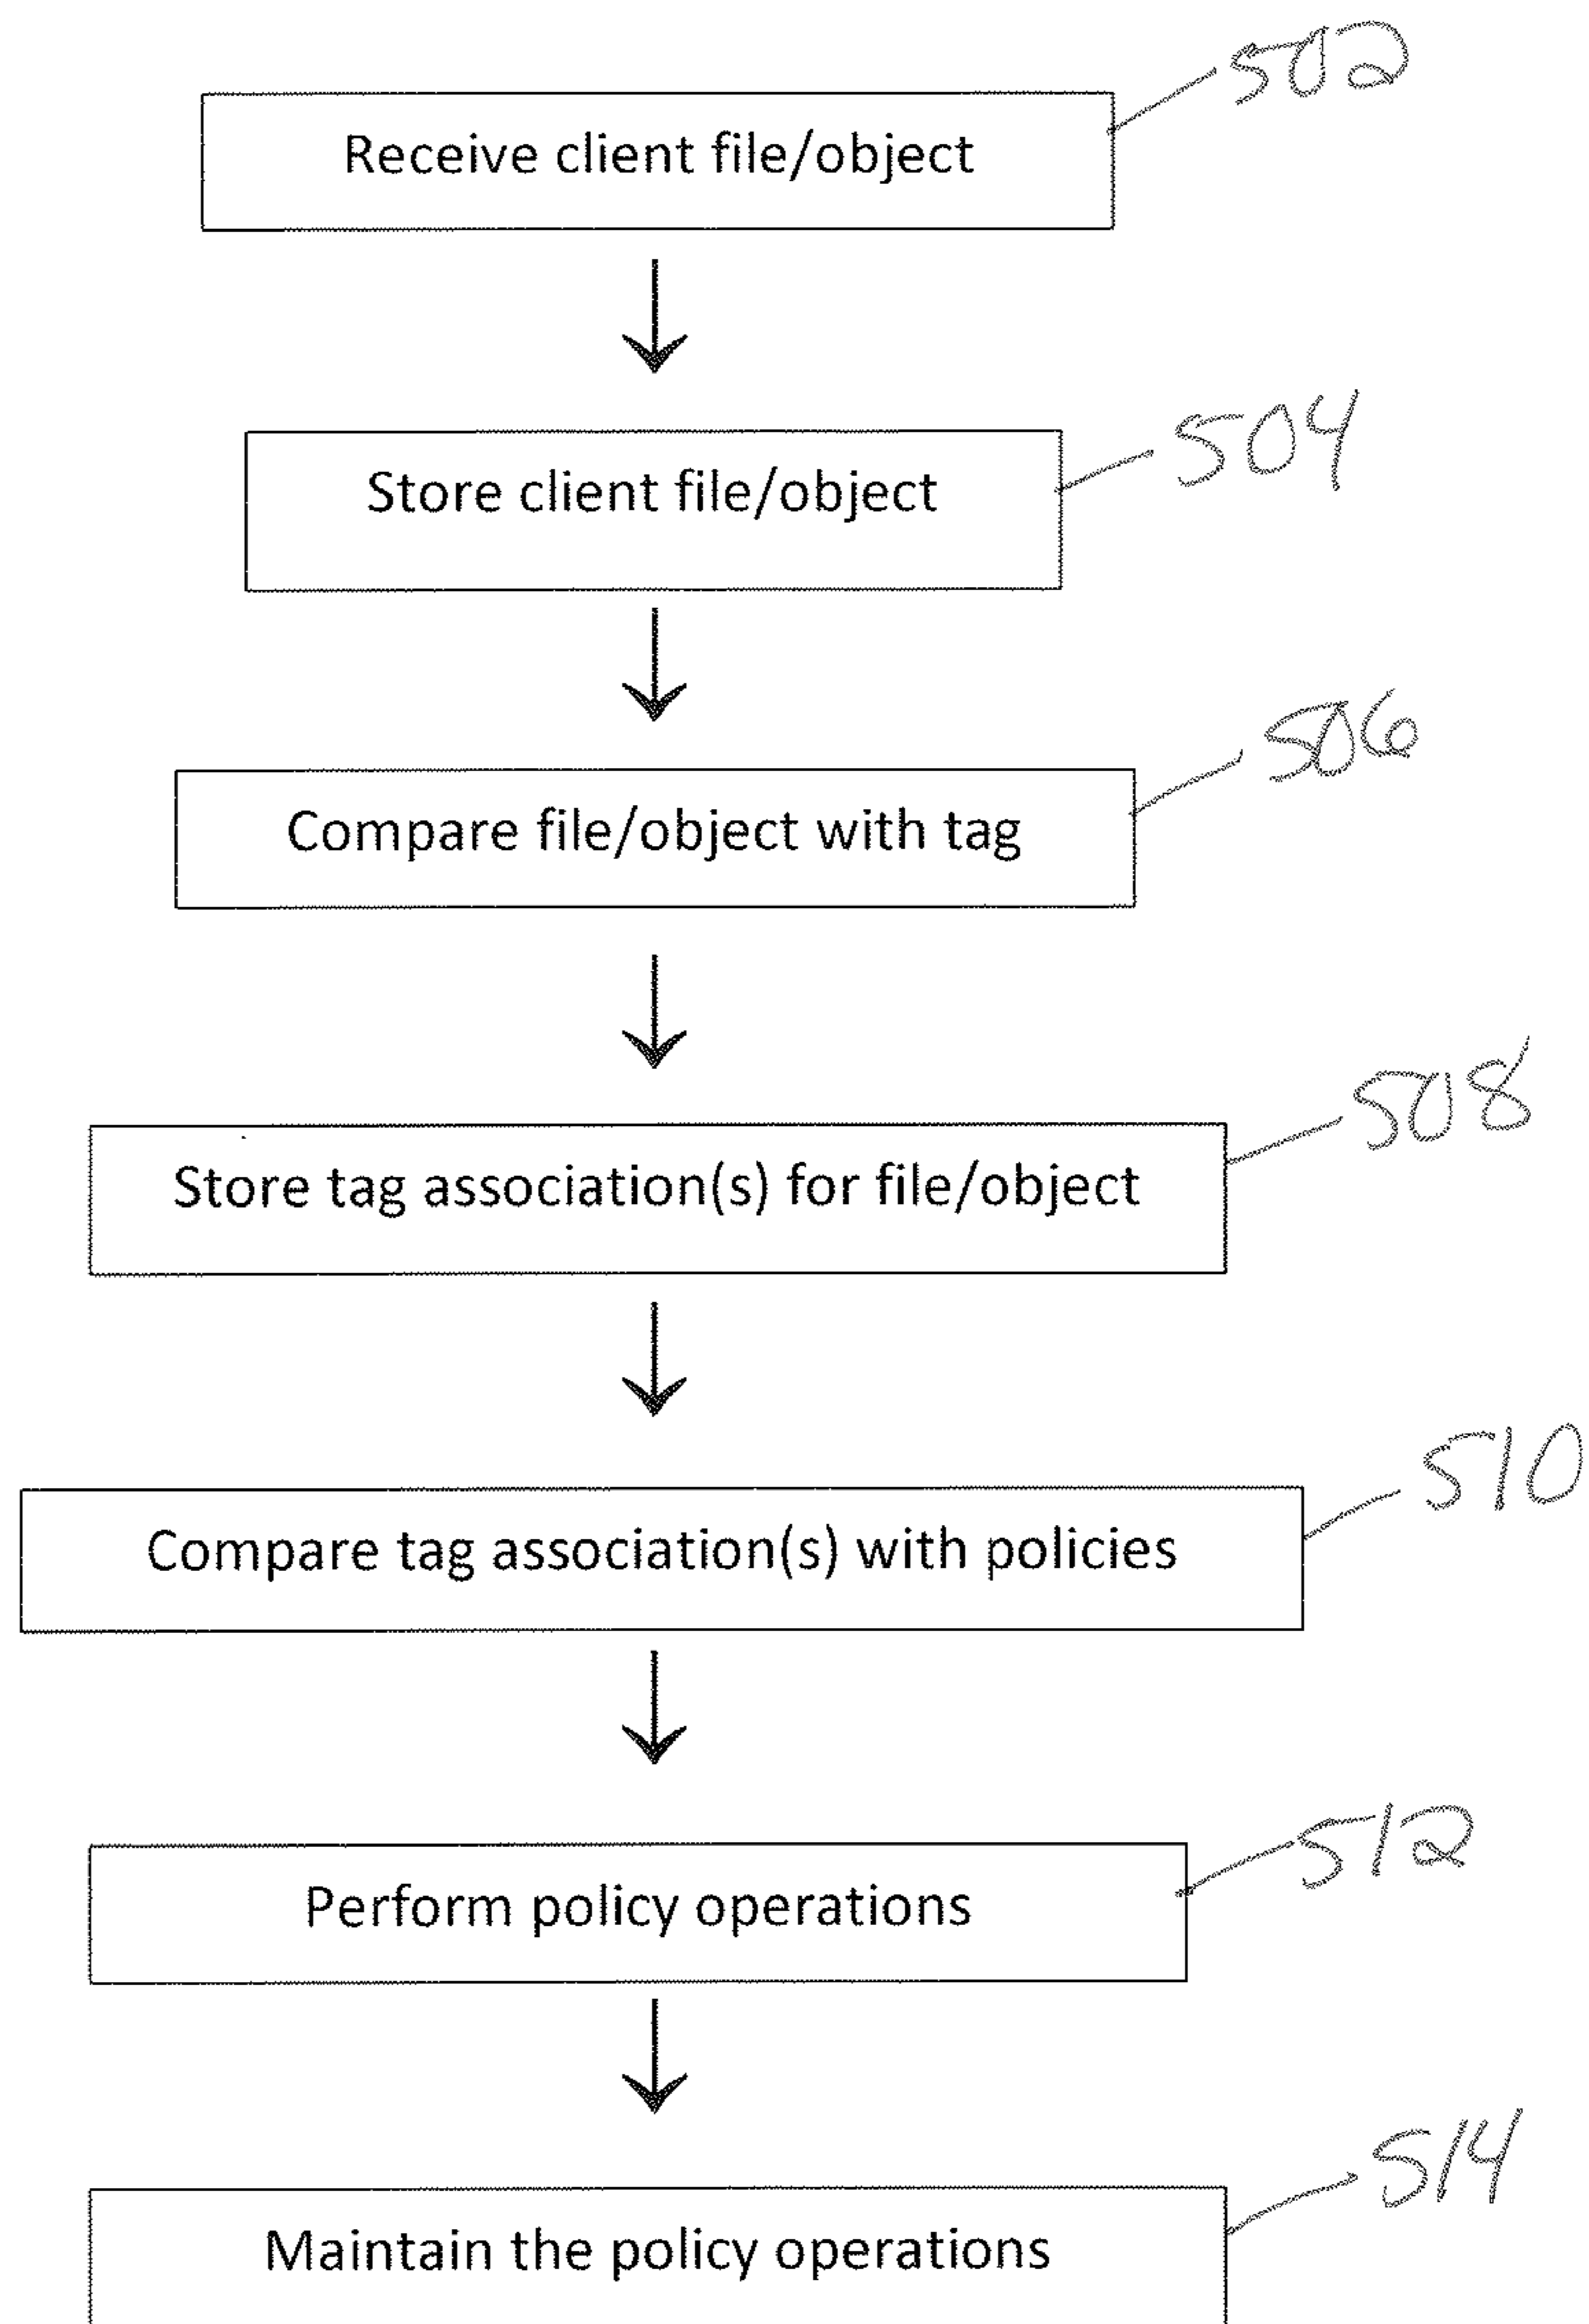 502
Receive client file/object
504
Store client file/object
506
Compare file/object with tag
508
Store tag association(s) for file/object
510
Compare tag association(s) with policies
512
Perform policy operations
514
Maintain the policy operations